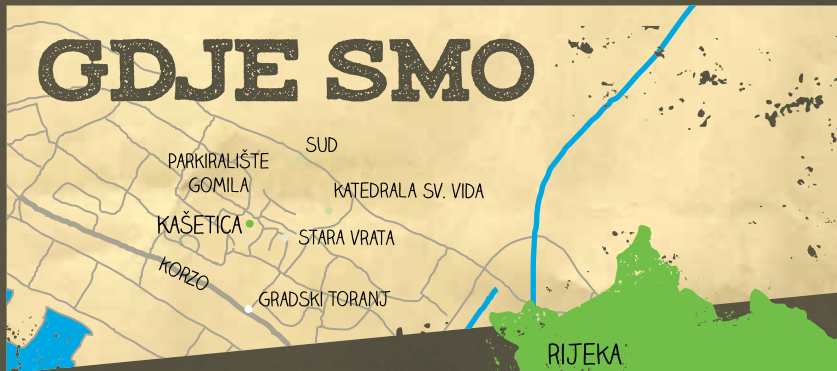 GDJE SMO
SUD
PARKIRALIŠTE
GOMILA
KATEDRALA SV. VIDA
KAŠETICA
STARA VRATA
KORZO
GRADSKI TORANJ
RIJEKA